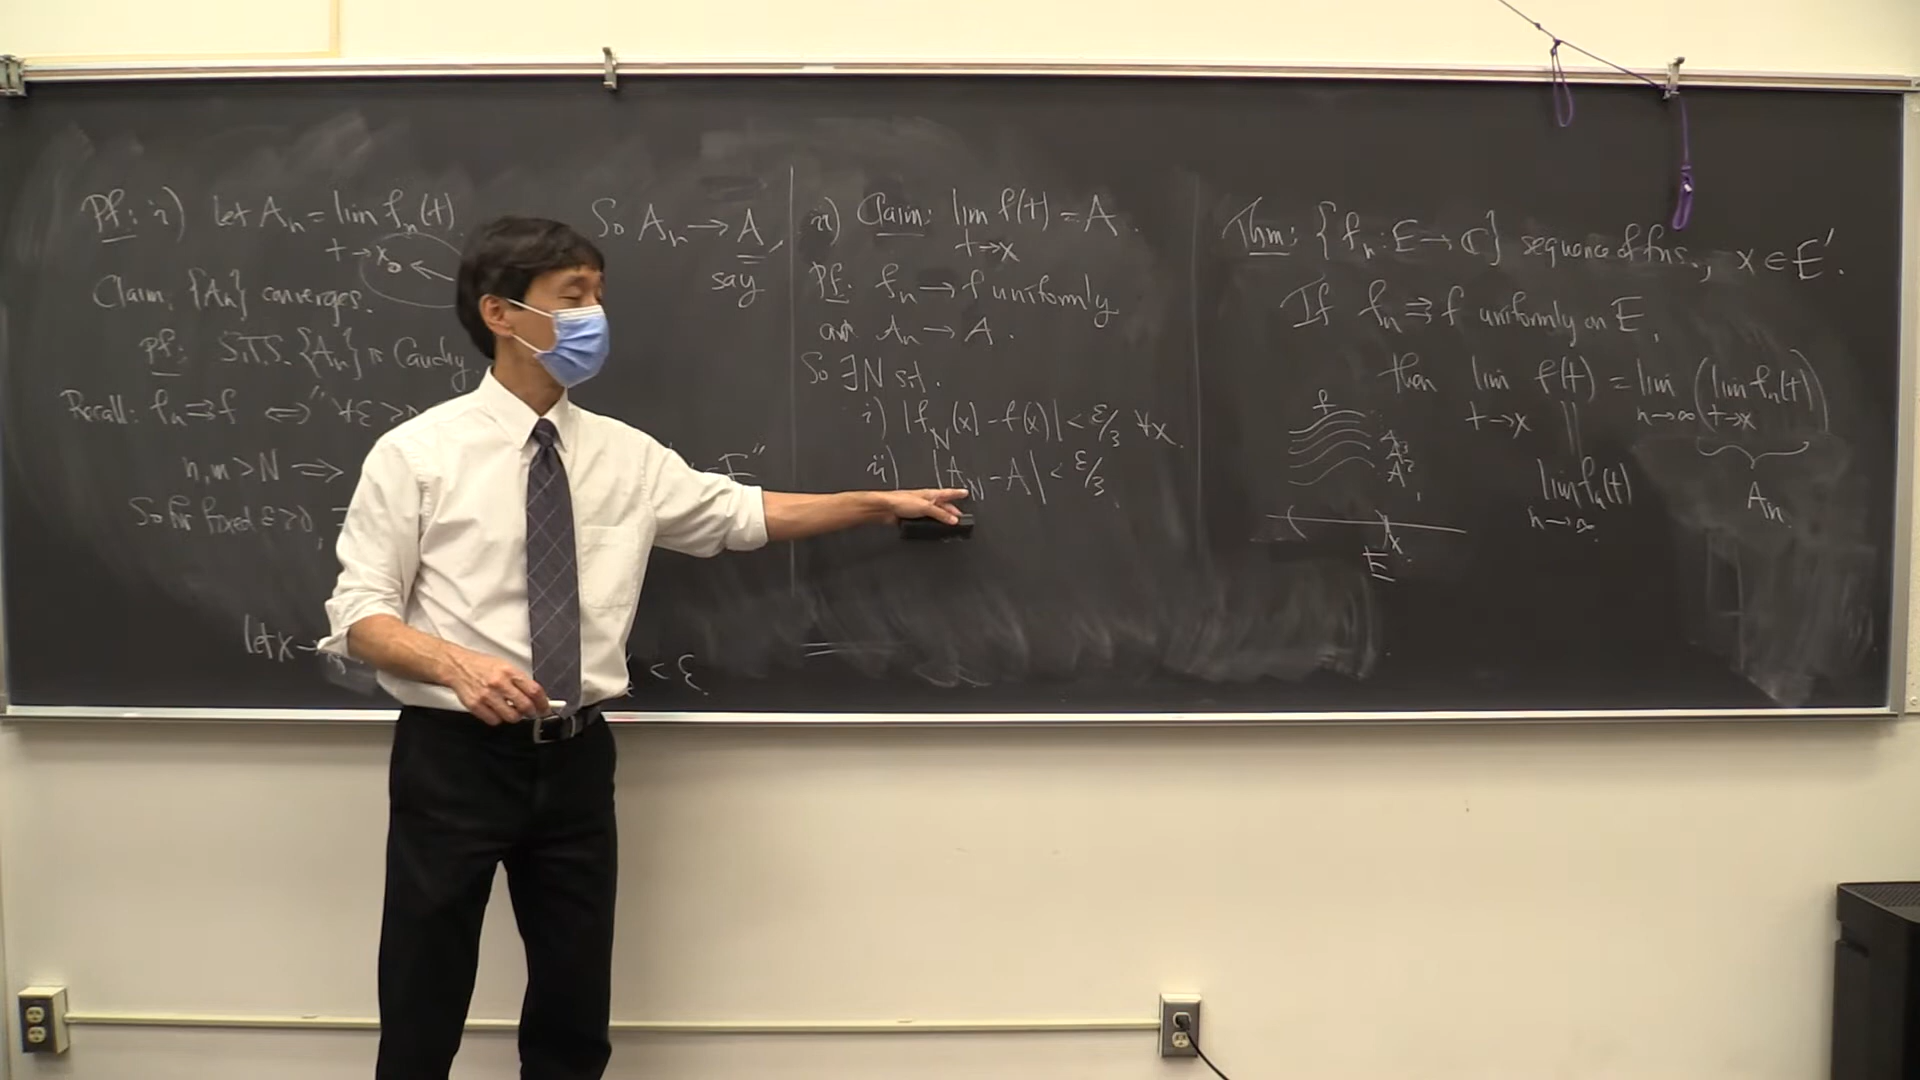 Pf: i) Let Aₙ = lim fₙ(t)
t→x₀
Claim: {Aₙ} converges.
pf: S.T.S. {Aₙ} is Cauchy.
Recall: fₙ ⇉ f ⇔ "∀ε>0
n,m > N ⇒
So for fixed ε>0,
let x→
< ε.
So Aₙ → A,
say
ii) Claim: lim f(t) = A.
t→x
Pf: fₙ → f uniformly
and Aₙ → A.
So ∃N s.t.
i) |f_N(x) - f(x)| < ε/3 ∀x.
ii) |A_N - A| < ε/3.
Thm: {fₙ: E → ℂ} sequence of fns., x ∈ E'.
If fₙ ⇉ f uniformly on E,
then lim f(t) = lim (lim fₙ(t))
t→x n→∞ t→x
||
lim fₙ(t)
n→∞
Aₙ.
f
A₃
A₂
x
E